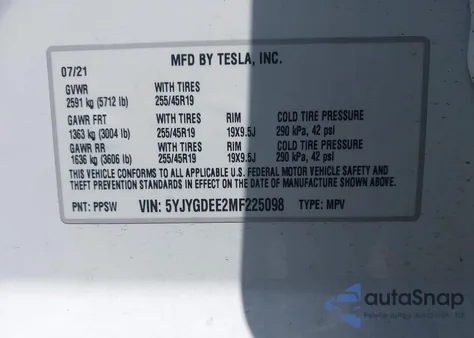 MFD BY TESLA, INC.
07/21
GVWR WITH TIRES
2591 kg (5712 lb) 255/45R19
GAWR FRT WITH TIRES RIM COLD TIRE PRESSURE
1363 kg (3004 lb) 255/45R19 19X9.5J 290 kPa, 42 psi
GAWR RR WITH TIRES RIM COLD TIRE PRESSURE
1636 kg (3606 lb) 255/45R19 19X9.5J 290 kPa, 42 psi
THIS VEHICLE CONFORMS TO ALL APPLICABLE U.S. FEDERAL MOTOR VEHICLE SAFETY AND
THEFT PREVENTION STANDARDS IN EFFECT ON THE DATE OF MANUFACTURE SHOWN ABOVE.
PNT: PPSW VIN: 5YJYGDEE2MF225098 TYPE: MPV
autoSnap